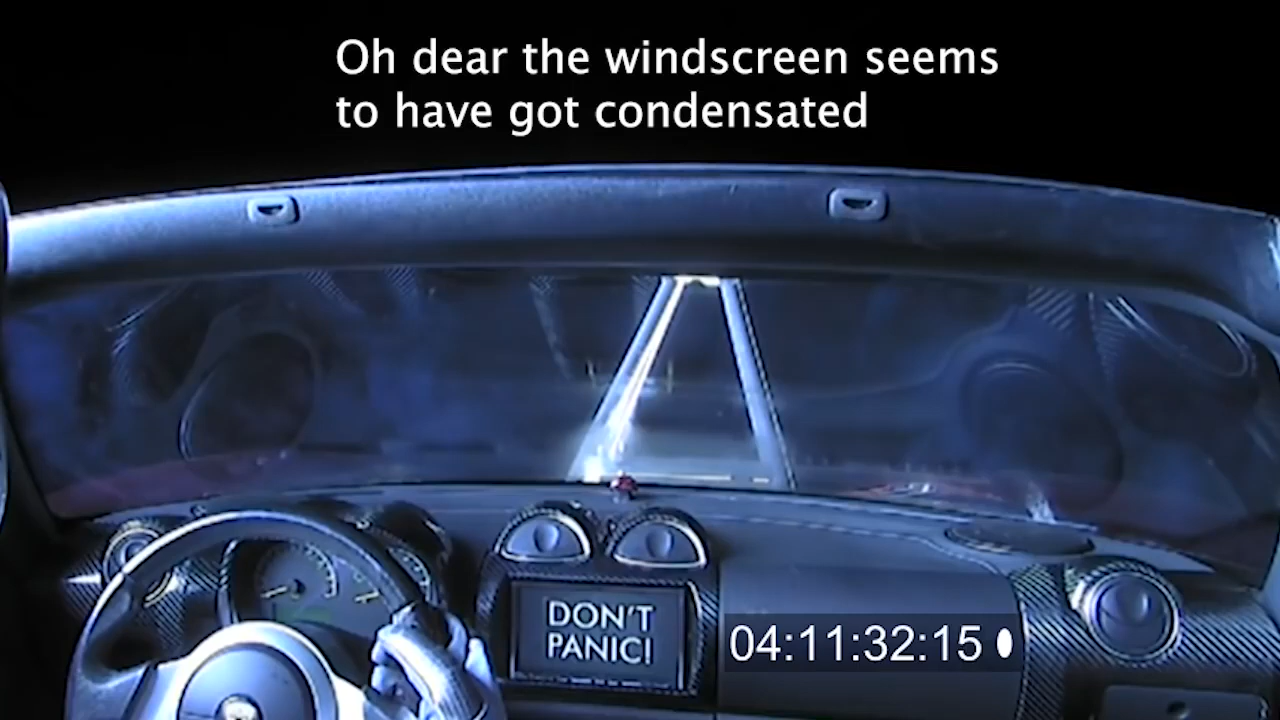 Oh dear the windscreen seems
to have got condensated
DON'T
PANIC!
04:11:32:15